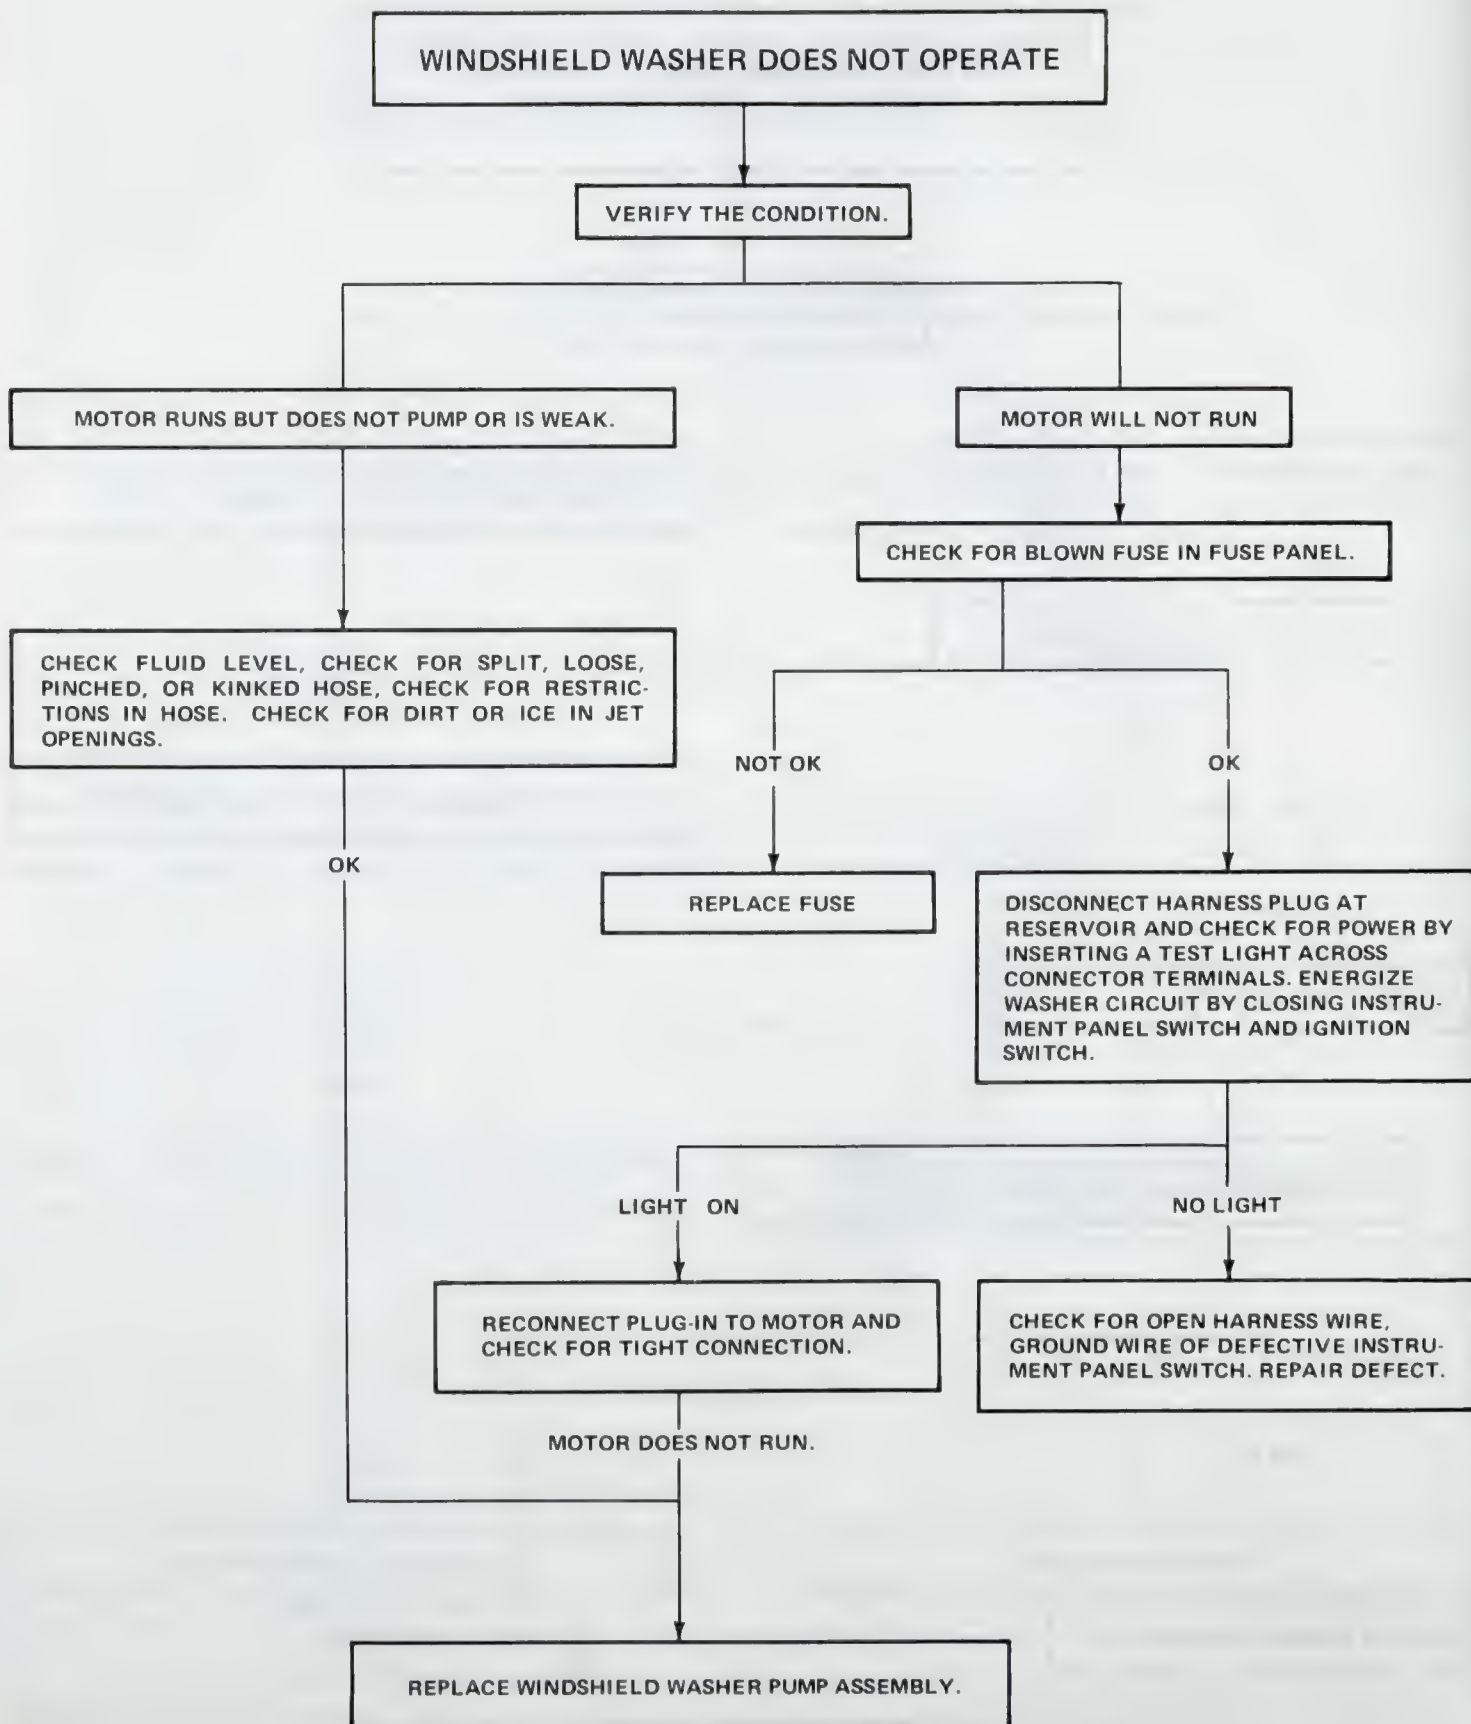 WINDSHIELD WASHER DOES NOT OPERATE
VERIFY THE CONDITION.
MOTOR RUNS BUT DOES NOT PUMP OR IS WEAK.
MOTOR WILL NOT RUN
CHECK FOR BLOWN FUSE IN FUSE PANEL.
CHECK FLUID LEVEL, CHECK FOR SPLIT, LOOSE,
PINCHED, OR KINKED HOSE, CHECK FOR RESTRIC-
TIONS IN HOSE. CHECK FOR DIRT OR ICE IN JET
OPENINGS.
NOT OK
OK
OK
REPLACE FUSE
DISCONNECT HARNESS PLUG AT
RESERVOIR AND CHECK FOR POWER BY
INSERTING A TEST LIGHT ACROSS
CONNECTOR TERMINALS. ENERGIZE
WASHER CIRCUIT BY CLOSING INSTRU-
MENT PANEL SWITCH AND IGNITION
SWITCH.
LIGHT ON
NO LIGHT
RECONNECT PLUG-IN TO MOTOR AND
CHECK FOR TIGHT CONNECTION.
CHECK FOR OPEN HARNESS WIRE,
GROUND WIRE OF DEFECTIVE INSTRU-
MENT PANEL SWITCH. REPAIR DEFECT.
MOTOR DOES NOT RUN.
REPLACE WINDSHIELD WASHER PUMP ASSEMBLY.